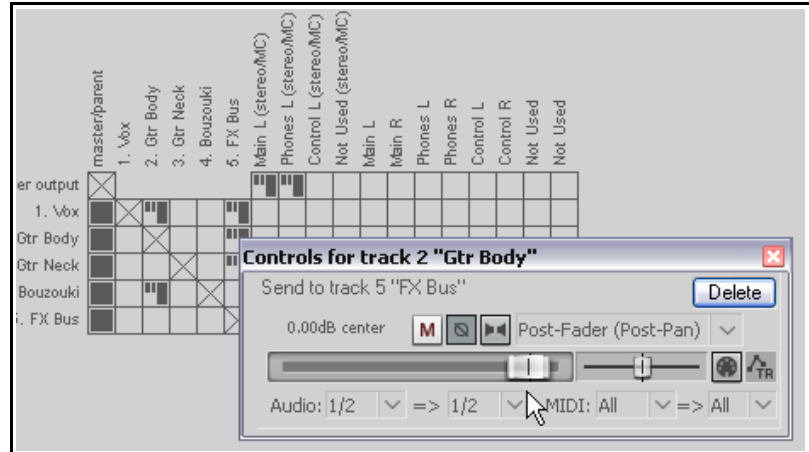 master/parent
1. Vox
2. Gtr Body
3. Gtr Neck
4. Bouzouki
5. FX Bus
Main L (stereo/MC)
Phones L (stereo/MC)
Control L (stereo/MC)
Not Used (stereo/MC)
Main L
Main R
Phones L
Phones R
Control L
Control R
Not Used
Not Used
er output
1. Vox
Gtr Body
Gtr Neck
Bouzouki
. FX Bus
Controls for track 2 "Gtr Body"
Send to track 5 "FX Bus" Delete
0.00dB center M Post-Fader (Post-Pan)
TR
Audio: 1/2 => 1/2 MIDI: All => All